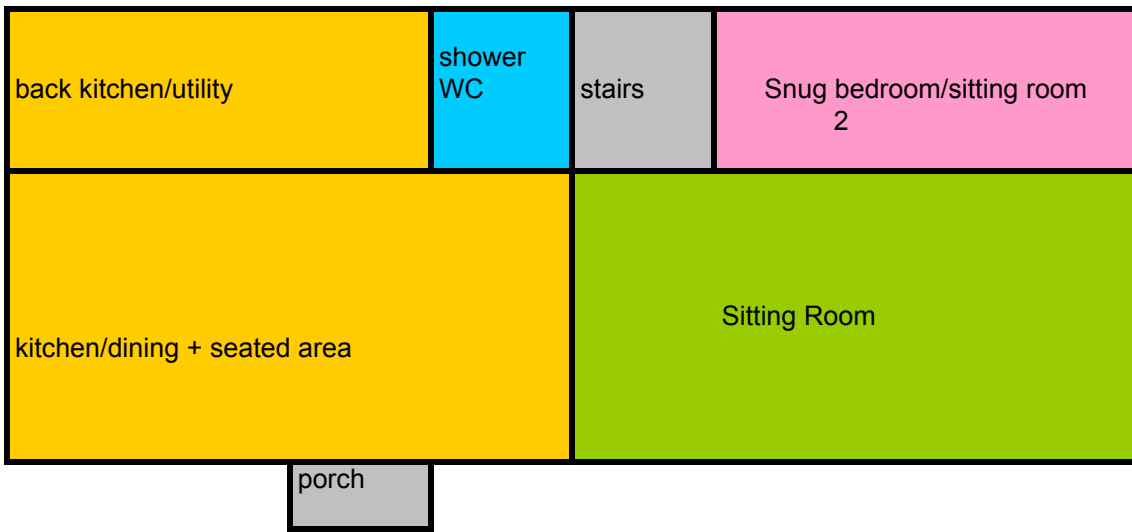 back kitchen/utility
shower
WC
stairs
Snug bedroom/sitting room
2
kitchen/dining + seated area
Sitting Room
porch